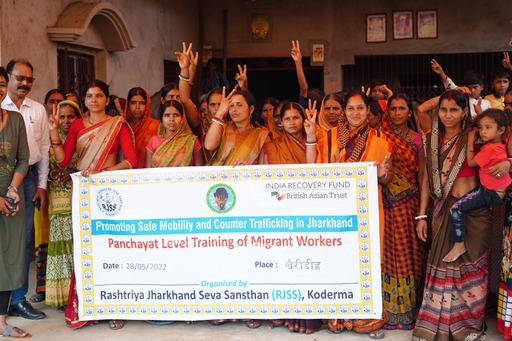 RJSS
INDIA RECOVERY FUND
British Asian Trust
Promoting Safe Mobility and Counter Trafficking in Jharkhand
Panchayat Level Training of Migrant Workers
Date : 28/05/2022 Place : बैरीडीह
Organised by
Rashtriya Jharkhand Seva Sansthan (RJSS), Koderma